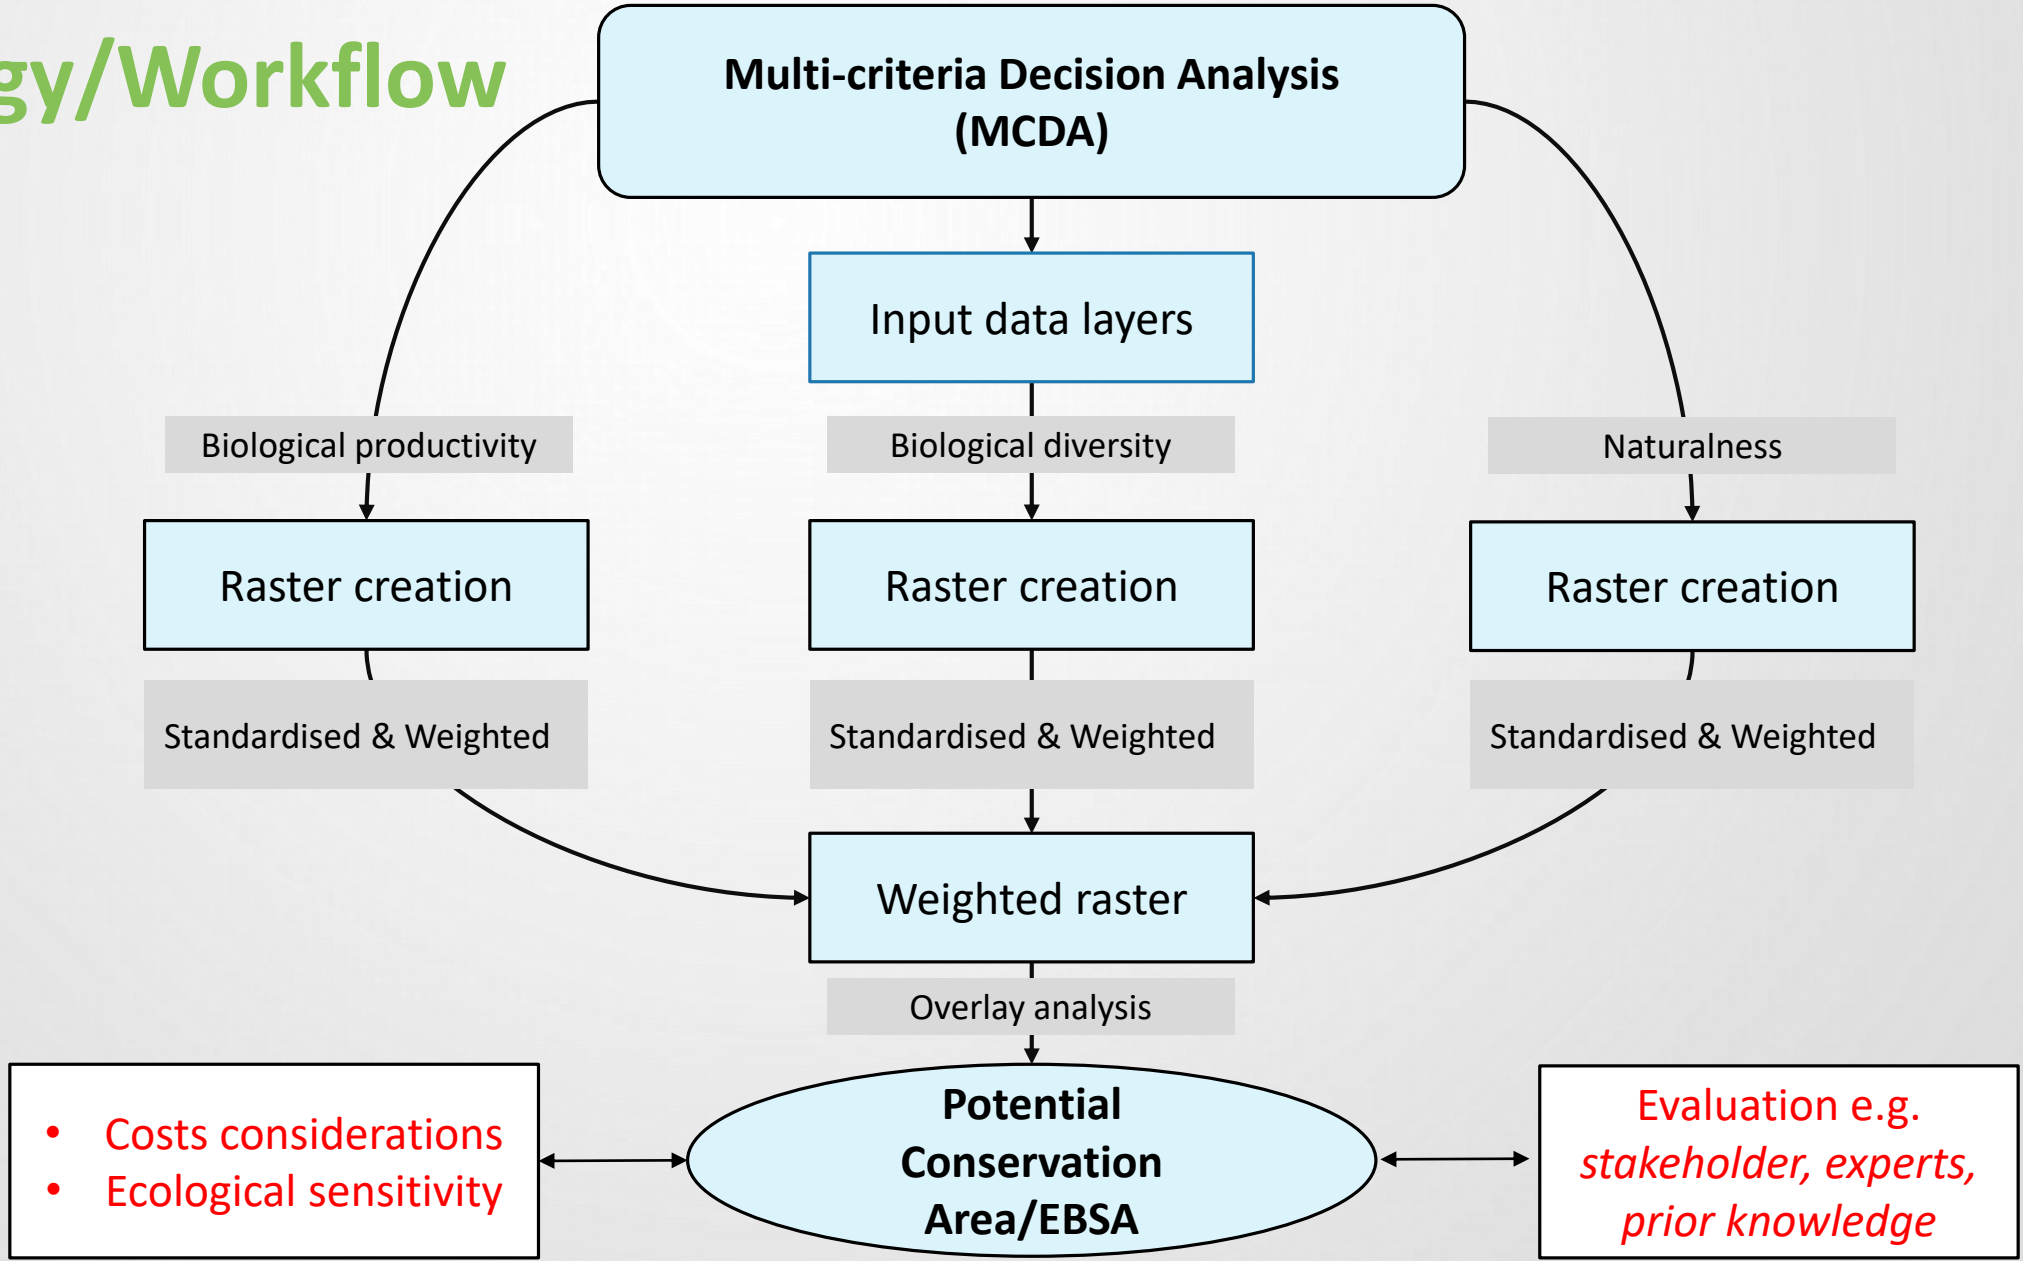 gy/Workflow
Multi-criteria Decision Analysis
(MCDA)
Input data layers
Biological productivity
Biological diversity
Naturalness
Raster creation
Raster creation
Raster creation
Standardised & Weighted
Standardised & Weighted
Standardised & Weighted
Weighted raster
Overlay analysis
• Costs considerations
• Ecological sensitivity
Potential
Conservation
Area/EBSA
Evaluation e.g.
stakeholder, experts,
prior knowledge